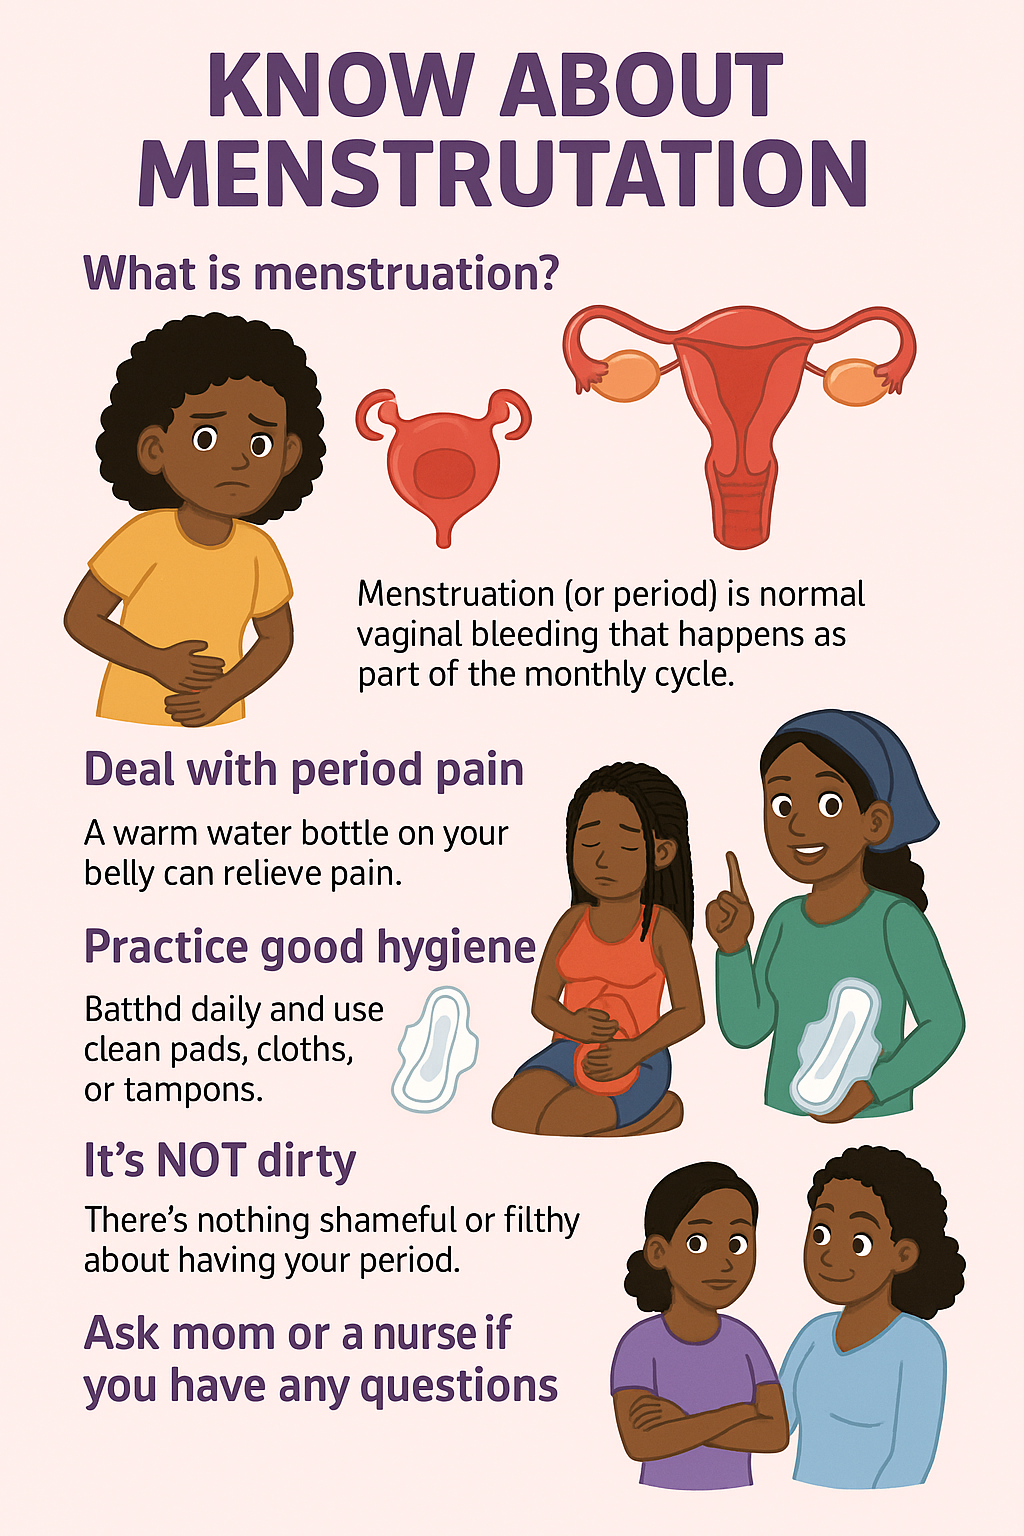 KNOW ABOUT
MENSTRUTATION
What is menstruation?
Menstruation (or period) is normal
vaginal bleeding that happens as
part of the monthly cycle.
Deal with period pain
A warm water bottle on your
belly can relieve pain.
Practice good hygiene
Batthd daily and use
clean pads, cloths,
or tampons.
It's NOT dirty
There's nothing shameful or filthy
about having your period.
Ask mom or a nurse if
you have any questions